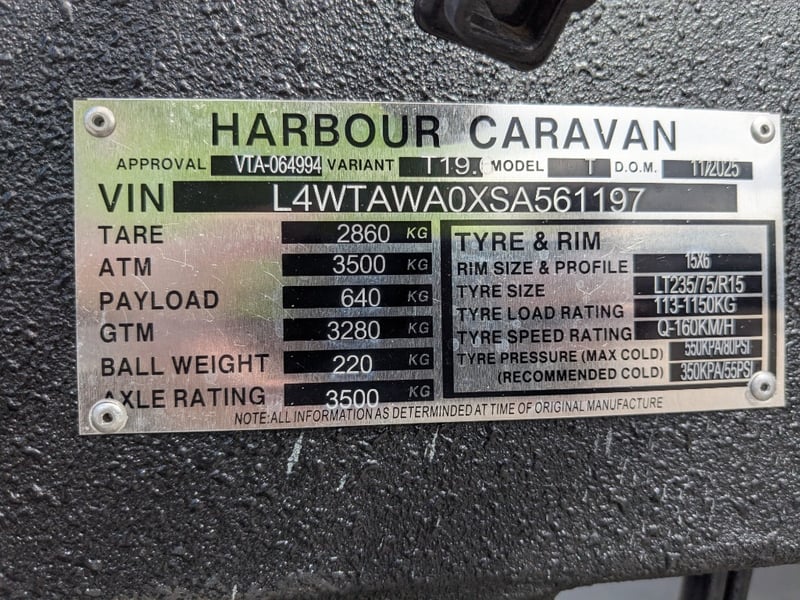 HARBOUR CARAVAN
APPROVAL VTA-064994 VARIANT T19.6 MODEL T D.O.M. 11/2025
VIN L4WTAWA0XSA561197
TARE 2860 KG
ATM 3500 KG
PAYLOAD 640 KG
GTM 3280 KG
BALL WEIGHT 220 KG
AXLE RATING 3500 KG
TYRE & RIM
RIM SIZE & PROFILE 15X6
TYRE SIZE LT235/75/R15
TYRE LOAD RATING 113-1150KG
TYRE SPEED RATING Q-160KM/H
TYRE PRESSURE (MAX COLD) 550KPA/80PSI
(RECOMMENDED COLD) 350KPA/55PSI
NOTE:ALL INFORMATION AS DETERMINDED AT TIME OF ORIGINAL MANUFACTURE